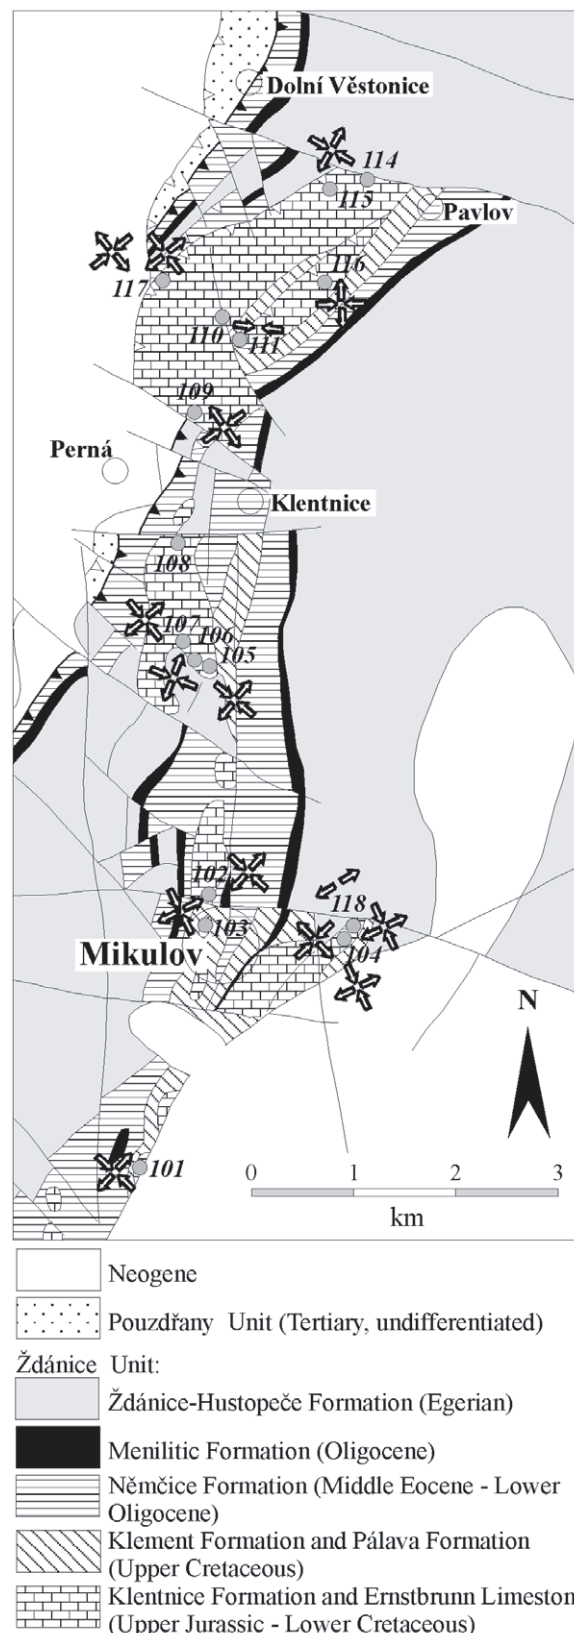 Dolní Věstonice
114
115
Pavlov
116
117
110
111
109
Perná
Klentnice
108
107
106
105
102
118
103
104
Mikulov
N
101
0 1 2 3
km
Neogene
Pouzdřany Unit (Tertiary, undifferentiated)
Ždánice Unit:
Ždánice-Hustopeče Formation (Egerian)
Menilitic Formation (Oligocene)
Němčice Formation (Middle Eocene - Lower
Oligocene)
Klement Formation and Pálava Formation
(Upper Cretaceous)
Klentnice Formation and Ernstbrunn Limeston
(Upper Jurassic - Lower Cretaceous)